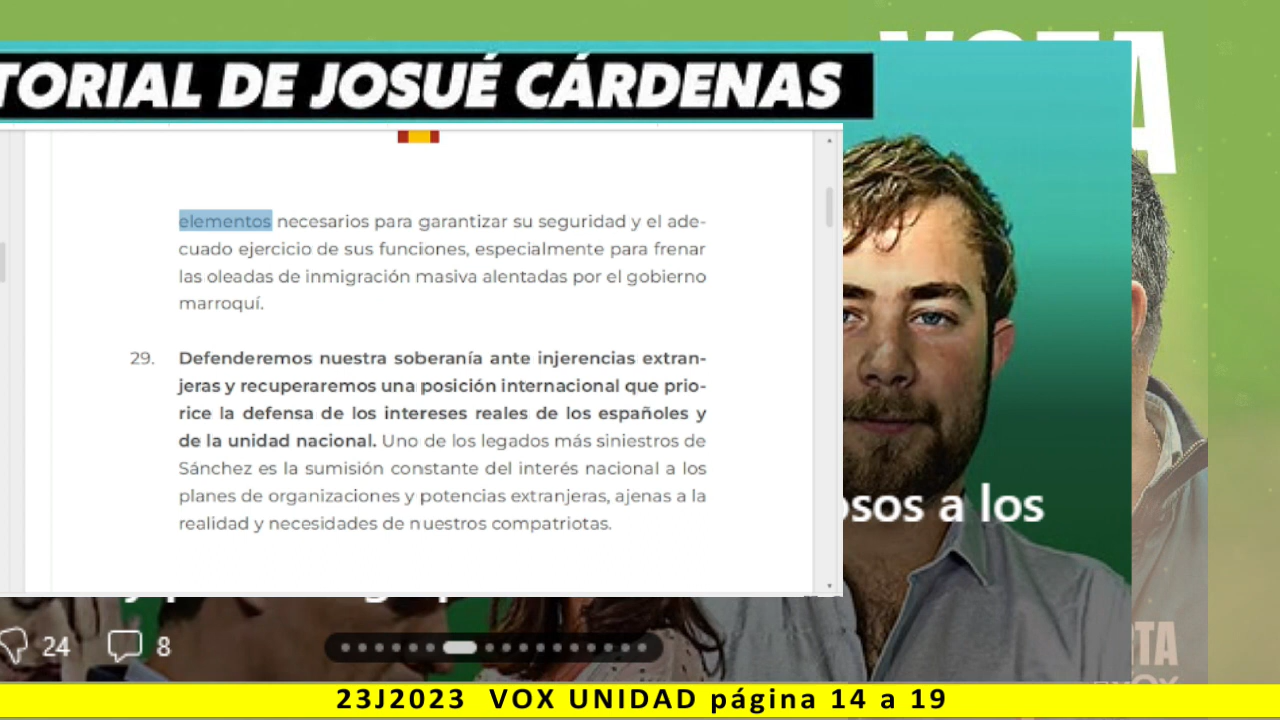 VOTA
TORIAL DE JOSUÉ CÁRDENAS
elementos necesarios para garantizar su seguridad y el ade-
cuado ejercicio de sus funciones, especialmente para frenar
las oleadas de inmigración masiva alentadas por el gobierno
marroquí.
29. Defenderemos nuestra soberanía ante injerencias extran-
jeras y recuperaremos una posición internacional que prio-
rice la defensa de los intereses reales de los españoles y
de la unidad nacional. Uno de los legados más siniestros de
Sánchez es la sumisión constante del interés nacional a los
planes de organizaciones y potencias extranjeras, ajenas a la
realidad y necesidades de nuestros compatriotas.
osos a los
24 8
OTA
VOX
23J2023 VOX UNIDAD página 14 a 19